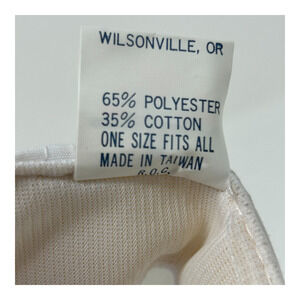 WILSONVILLE, OR
65% POLYESTER
35% COTTON
ONE SIZE FITS ALL
MADE IN TAIWAN
R.O.C.